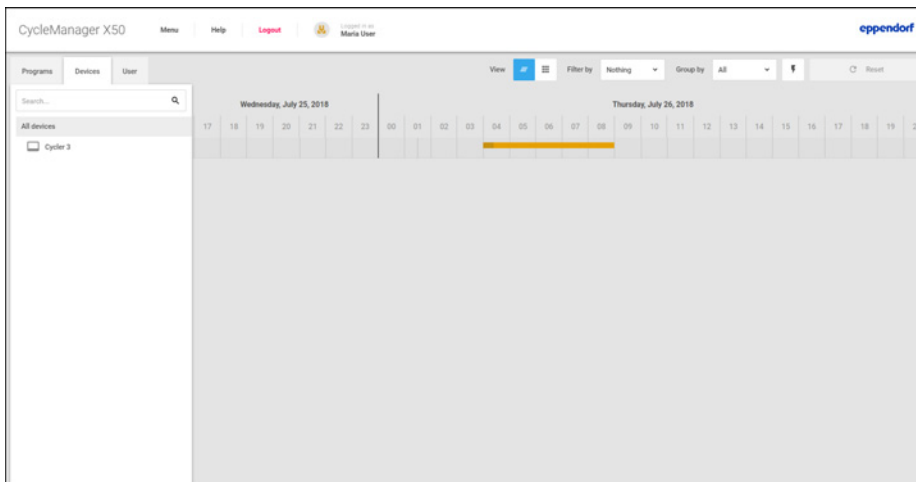 CycleManager X50
Menu
Help
Logout
Logged in as
Maria User
eppendorf
Programs
Devices
User
View
Filter by
Nothing
Group by
All
Reset
Search...
Wednesday, July 25, 2018
Thursday, July 26, 2018
All devices
17 18 19 20 21 22 23 00 01 02 03 04 05 06 07 08 09 10 11 12 13 14 15 16 17 18 19
Cycler 3